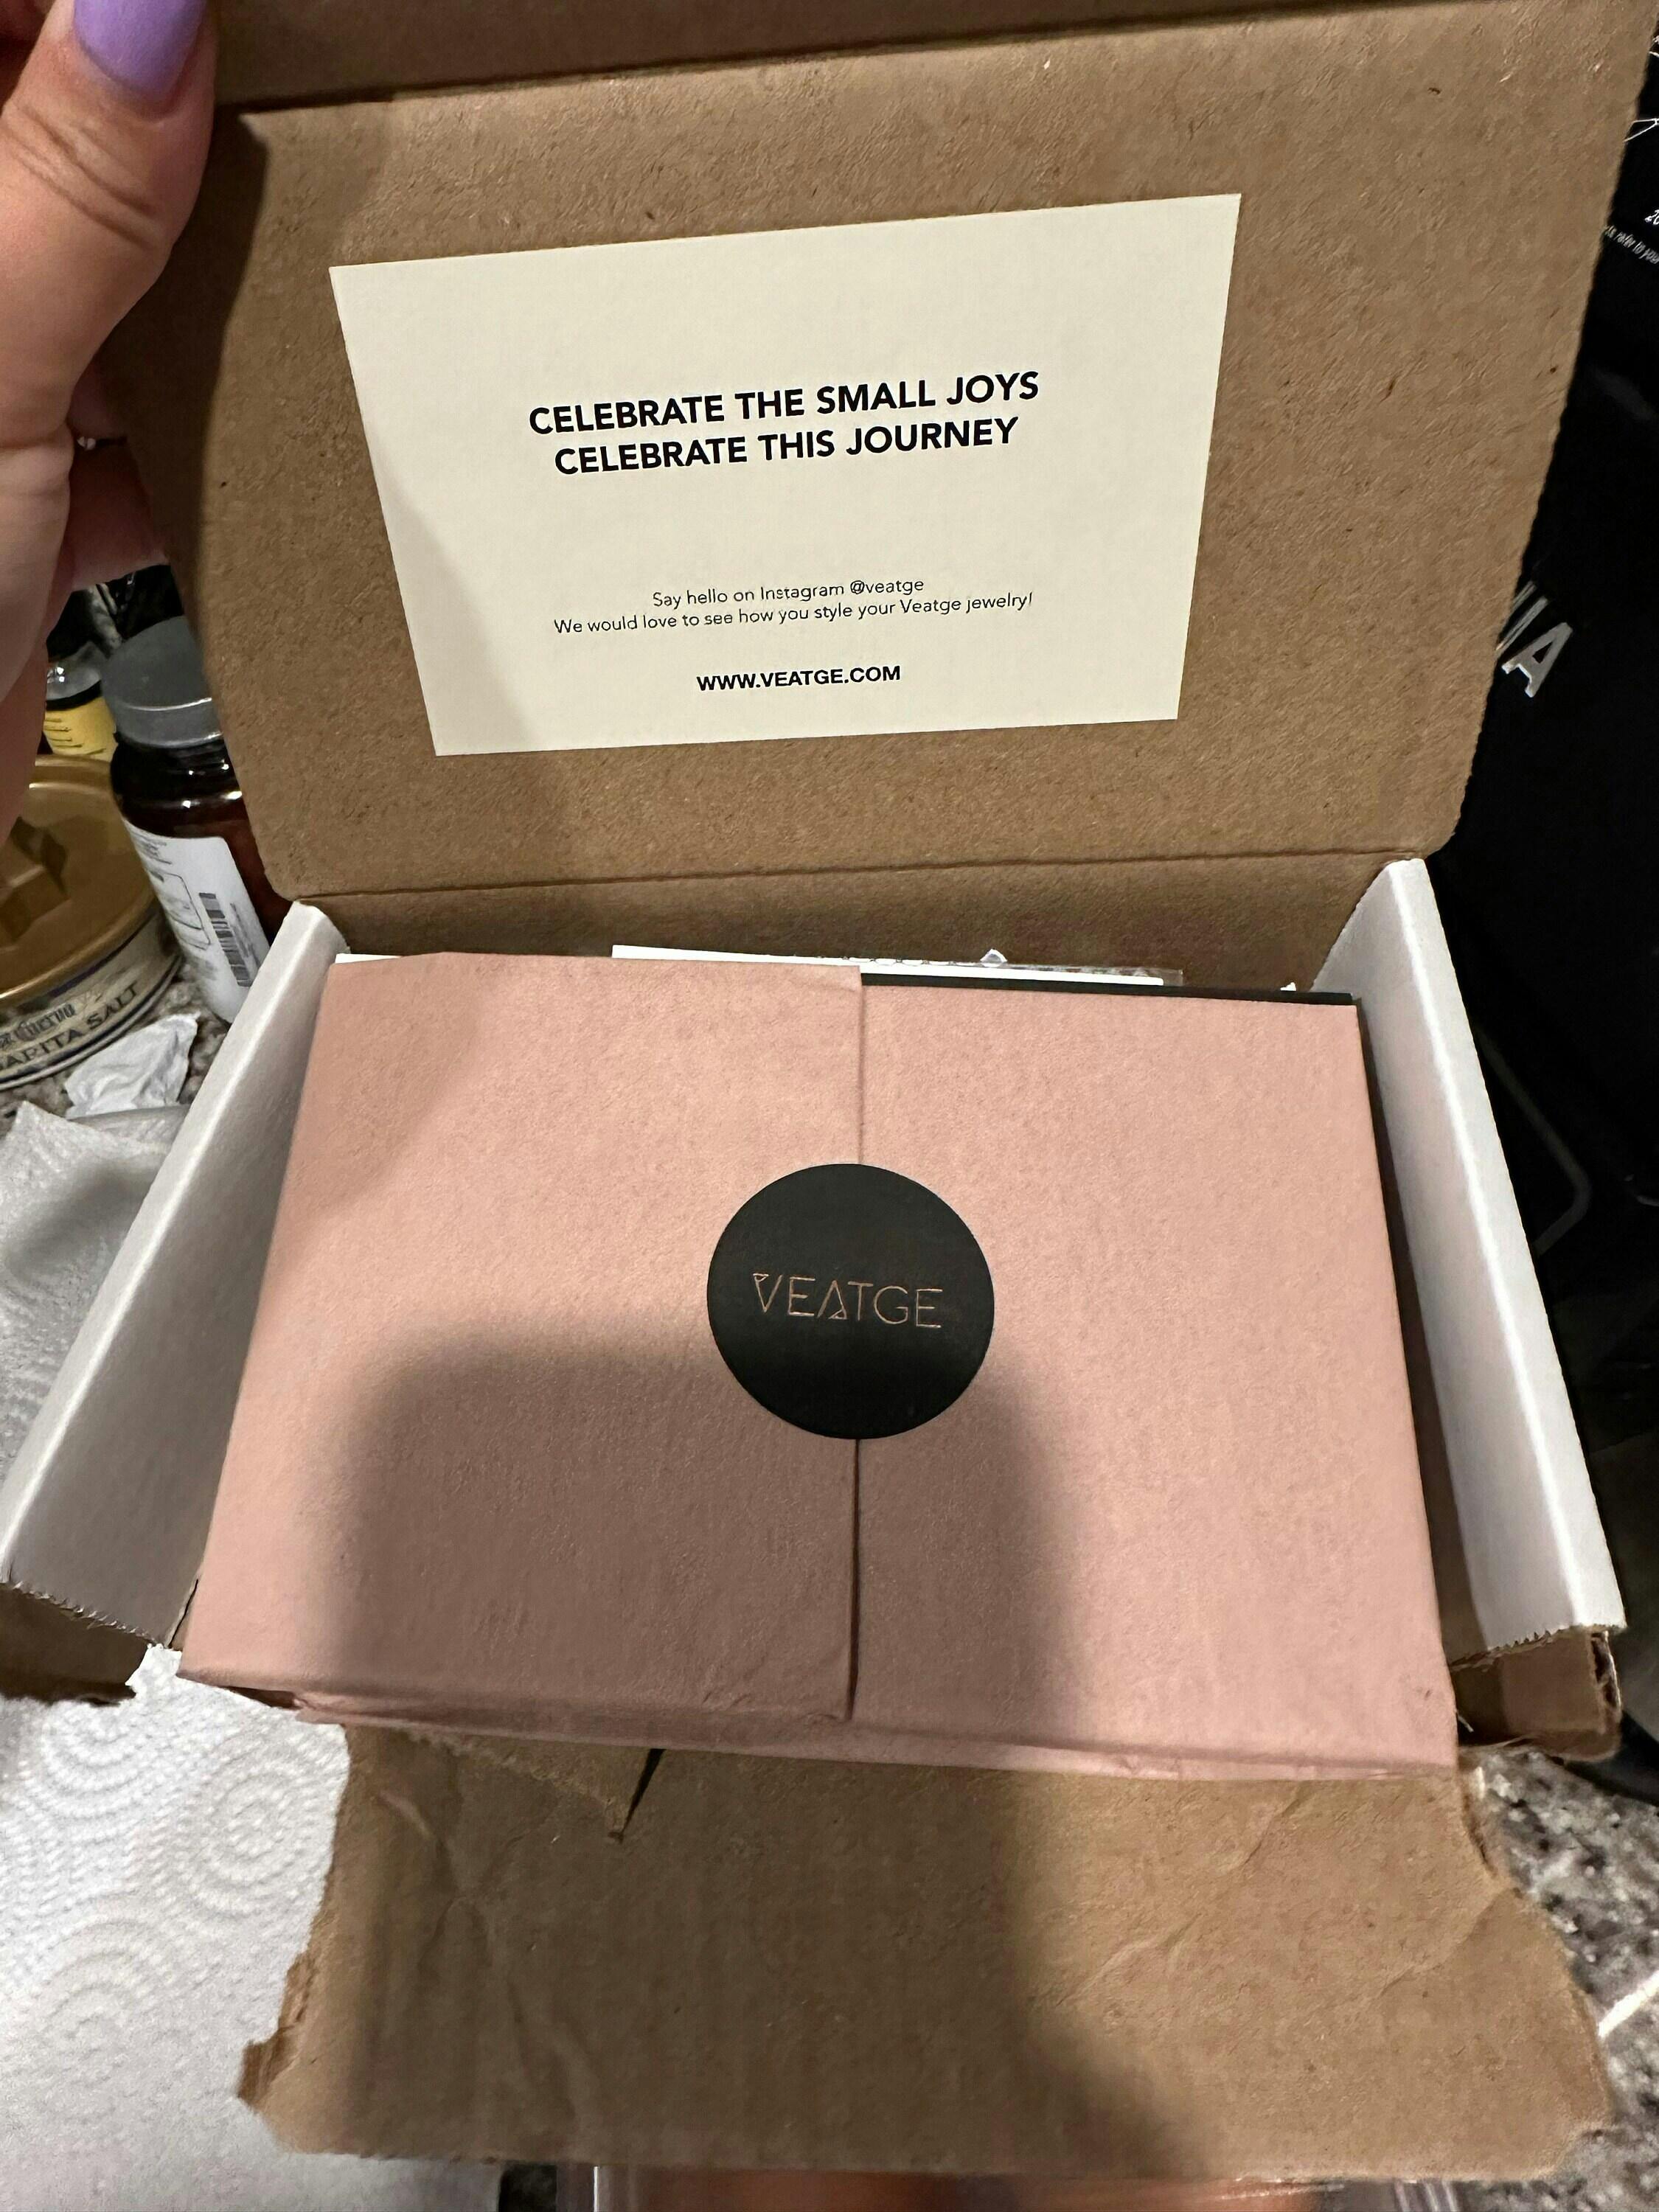 CELEBRATE THE SMALL JOYS
CELEBRATE THIS JOURNEY
Say hello on Instagram @veatge
We would love to see how you style your Veatge jewelry!
WWW.VEATGE.COM
VEATGE
SALT